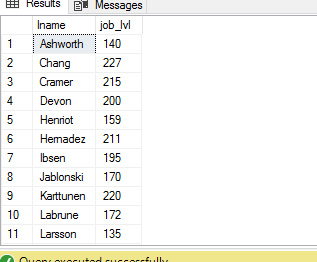 Results Messages
lname job_lvl
1 Ashworth 140
2 Chang 227
3 Cramer 215
4 Devon 200
5 Henriot 159
6 Hernadez 211
7 Ibsen 195
8 Jablonski 170
9 Karttunen 220
10 Labrune 172
11 Larsson 135
Query executed successfully